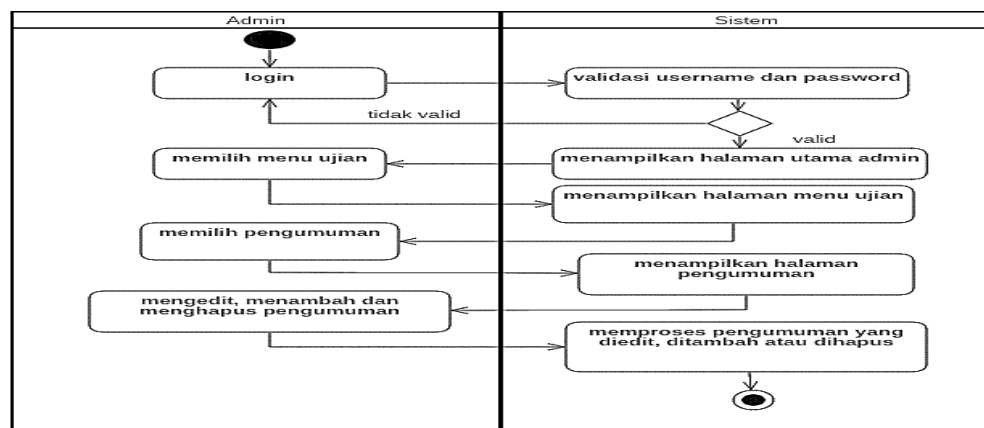 Admin
Sistem
login
validasi username dan password
tidak valid
valid
memilih menu ujian
menampilkan halaman utama admin
menampilkan halaman menu ujian
memilih pengumuman
menampilkan halaman
pengumuman
mengedit, menambah dan
menghapus pengumuman
memproses pengumuman yang
diedit, ditambah atau dihapus